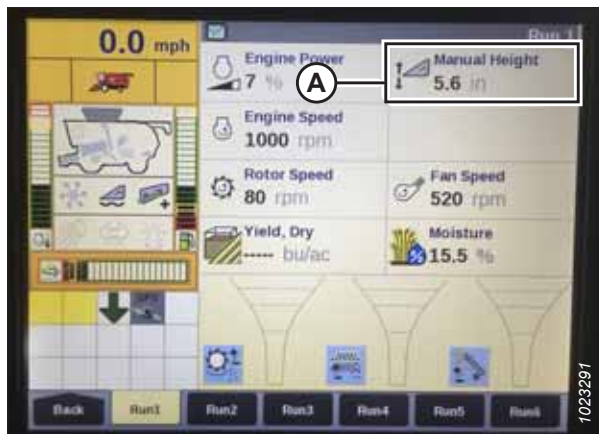 0.0 mph
Run 1
Engine Power
7 %
A
Manual Height
5.6 in
Engine Speed
1000 rpm
Rotor Speed
80 rpm
Fan Speed
520 rpm
Yield, Dry
----- bu/ac
Moisture
15.5 %
Back
Run1
Run2
Run3
Run4
Run5
Run6
1023291